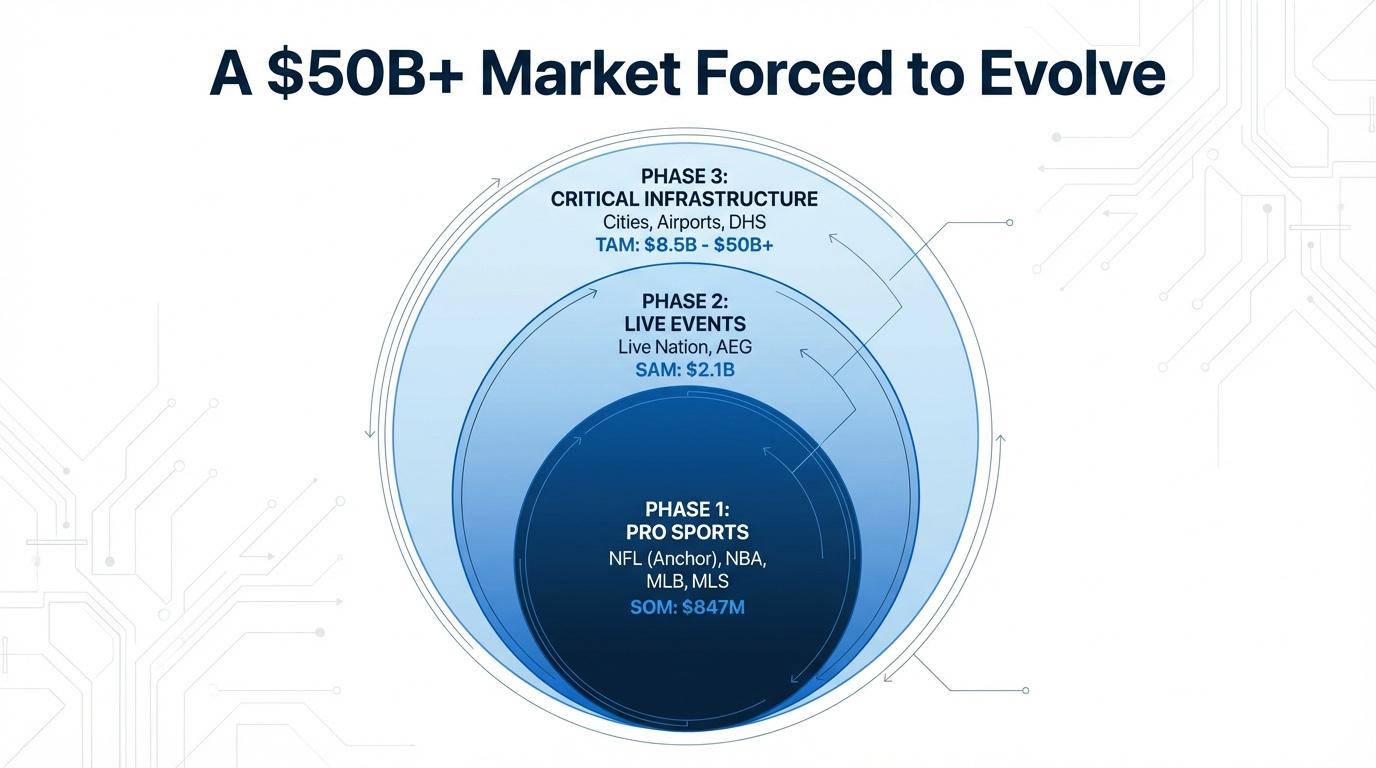 A $50B+ Market Forced to Evolve
PHASE 3:
CRITICAL INFRASTRUCTURE
Cities, Airports, DHS
TAM: $8.5B - $50B+
PHASE 2:
LIVE EVENTS
Live Nation, AEG
SAM: $2.1B
PHASE 1:
PRO SPORTS
NFL (Anchor), NBA,
MLB, MLS
SOM: $847M